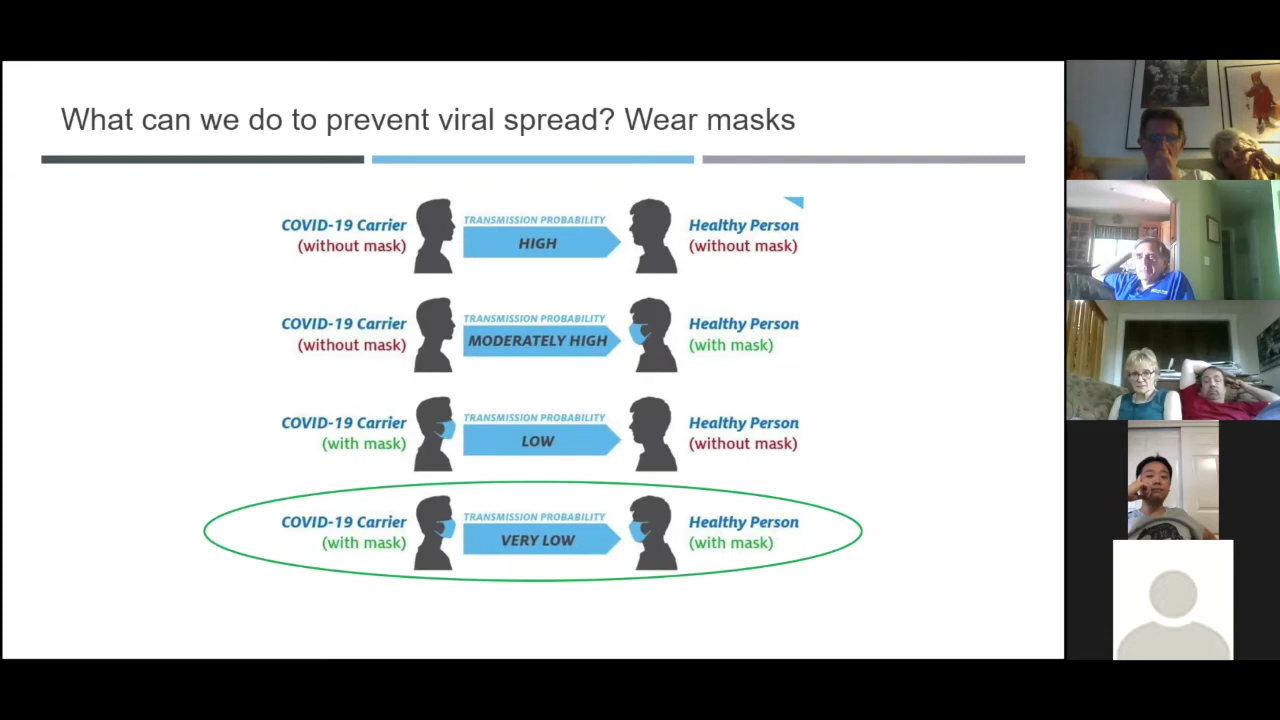 What can we do to prevent viral spread? Wear masks
COVID-19 Carrier
(without mask)
TRANSMISSION PROBABILITY
HIGH
Healthy Person
(without mask)
COVID-19 Carrier
(without mask)
TRANSMISSION PROBABILITY
MODERATELY HIGH
Healthy Person
(with mask)
COVID-19 Carrier
(with mask)
TRANSMISSION PROBABILITY
LOW
Healthy Person
(without mask)
COVID-19 Carrier
(with mask)
TRANSMISSION PROBABILITY
VERY LOW
Healthy Person
(with mask)